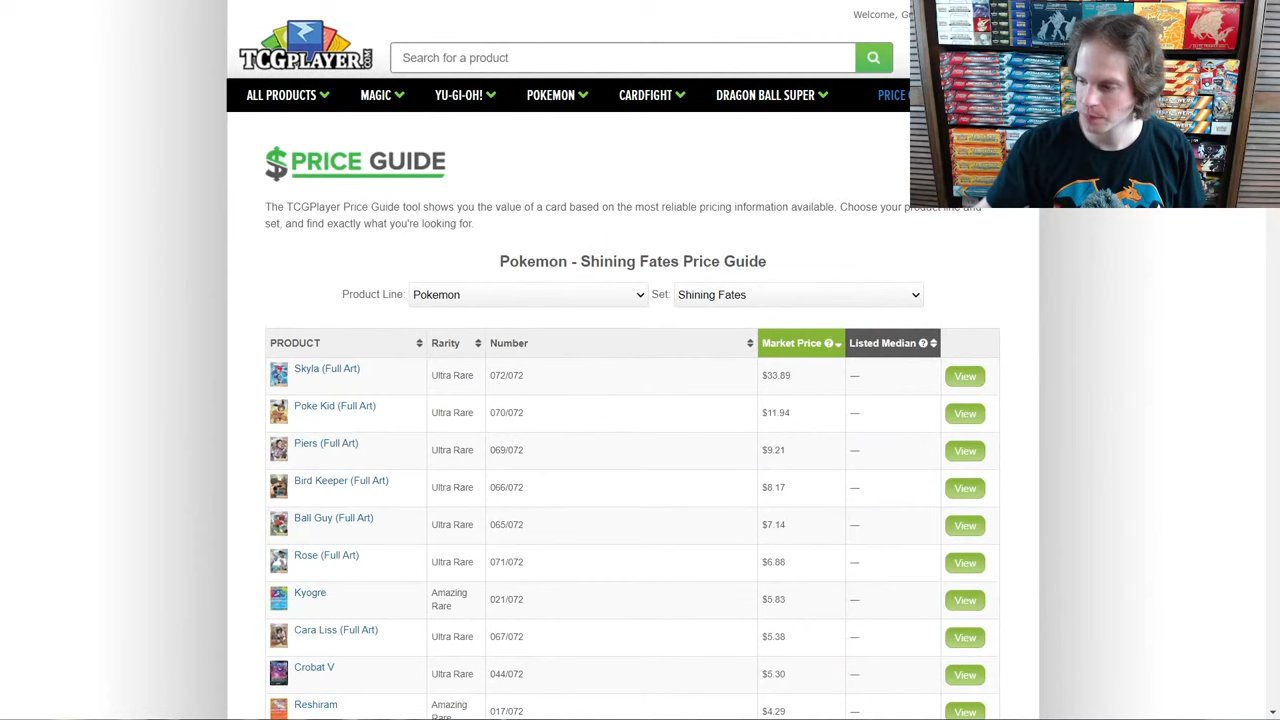 Welcome,
TCGPLAYER.COM
Search for a product
PRODUCTS MAGIC YU-GI-OH! POKEMON CARDFIGHT DRAGON BALL SUPER PRICE
$PRICE GUIDE
The TCGPlayer Price Guide tool shows you the value of a card based on the most reliable pricing information available. Choose your product line and
set, and find exactly what you're looking for.
Pokemon - Shining Fates Price Guide
Product Line: Pokemon Set: Shining Fates
PRODUCT Rarity Number Market Price Listed Median
Skyla (Full Art) Ultra Rare 072/072 $33.89 — View
Poke Kid (Full Art) Ultra Rare 070/072 $11.94 — View
Piers (Full Art) Ultra Rare 069/072 $9.21 — View
Bird Keeper (Full Art) Ultra Rare 066/072 $8.17 — View
Ball Guy (Full Art) Ultra Rare 065/072 $7.14 — View
Rose (Full Art) Ultra Rare 071/072 $6.88 — View
Kyogre Amazing Rare 021/072 $5.83 — View
Cara Liss (Full Art) Ultra Rare 067/072 $5.38 — View
Crobat V Ultra Rare 044/072 $5.30 — View
Reshiram Amazing Rare 017/072 $4.29 — View